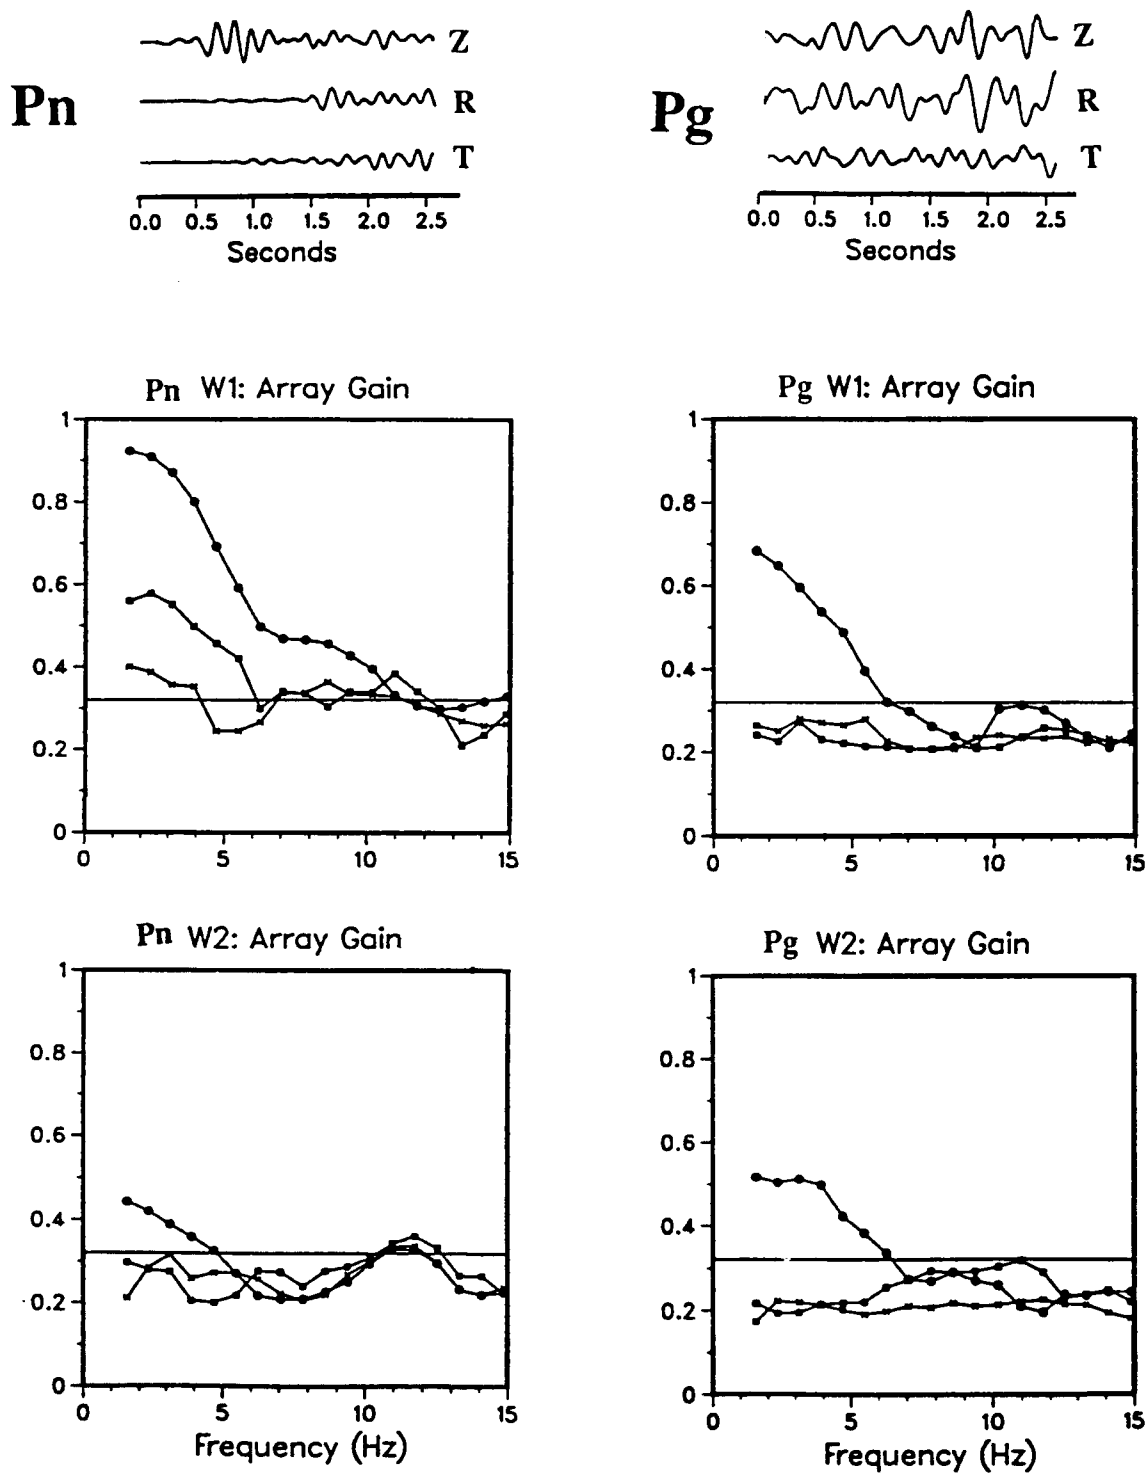 Z
Pn
R
T
0.0 0.5 1.0 1.5 2.0 2.5
Seconds
Z
Pg
R
T
0.0 0.5 1.0 1.5 2.0 2.5
Seconds
Pn W1: Array Gain
1
0.8
0.6
0.4
0.2
0
0 5 10 15
Pg W1: Array Gain
1
0.8
0.6
0.4
0.2
0
0 5 10 15
Pn W2: Array Gain
1
0.8
0.6
0.4
0.2
0
0 5 10 15
Frequency (Hz)
Pg W2: Array Gain
1
0.8
0.6
0.4
0.2
0
0 5 10 15
Frequency (Hz)